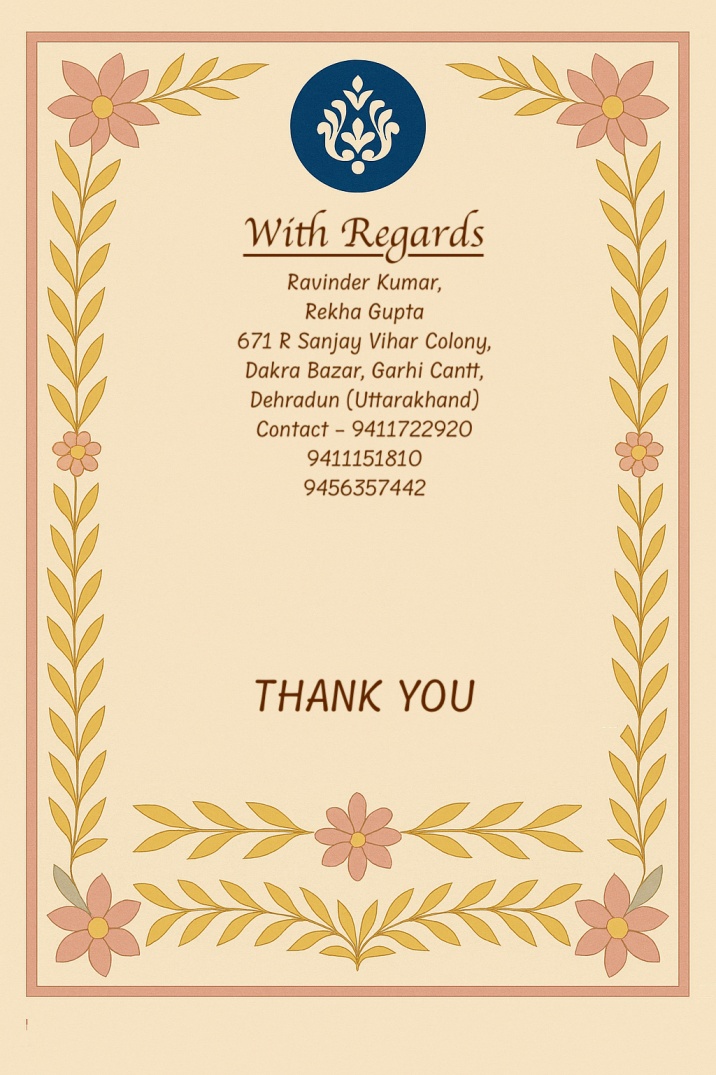 With Regards
Ravinder Kumar,
Rekha Gupta
671 R Sanjay Vihar Colony,
Dakra Bazar, Garhi Cantt,
Dehradun (Uttarakhand)
Contact – 9411722920
9411151810
9456357442
THANK YOU